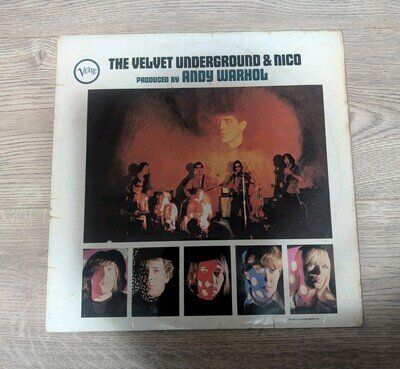 Verve
THE VELVET UNDERGROUND & NICO
PRODUCED BY ANDY WARHOL